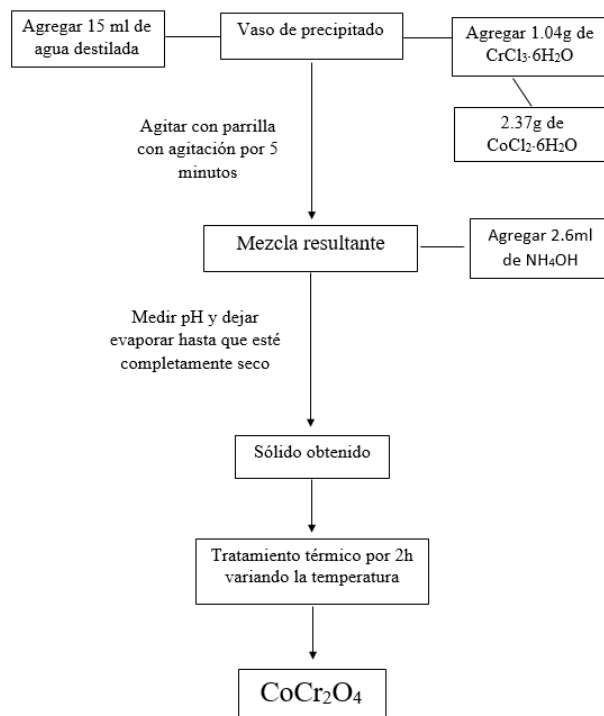 Agregar 15 ml de
agua destilada
Vaso de precipitado
Agregar 1.04g de
CrCl₃·6H₂O
2.37g de
CoCl₂·6H₂O
Agitar con parrilla
con agitación por 5
minutos
Mezcla resultante
Agregar 2.6ml
de NH₄OH
Medir pH y dejar
evaporar hasta que esté
completamente seco
Sólido obtenido
Tratamiento térmico por 2h
variando la temperatura
CoCr₂O₄